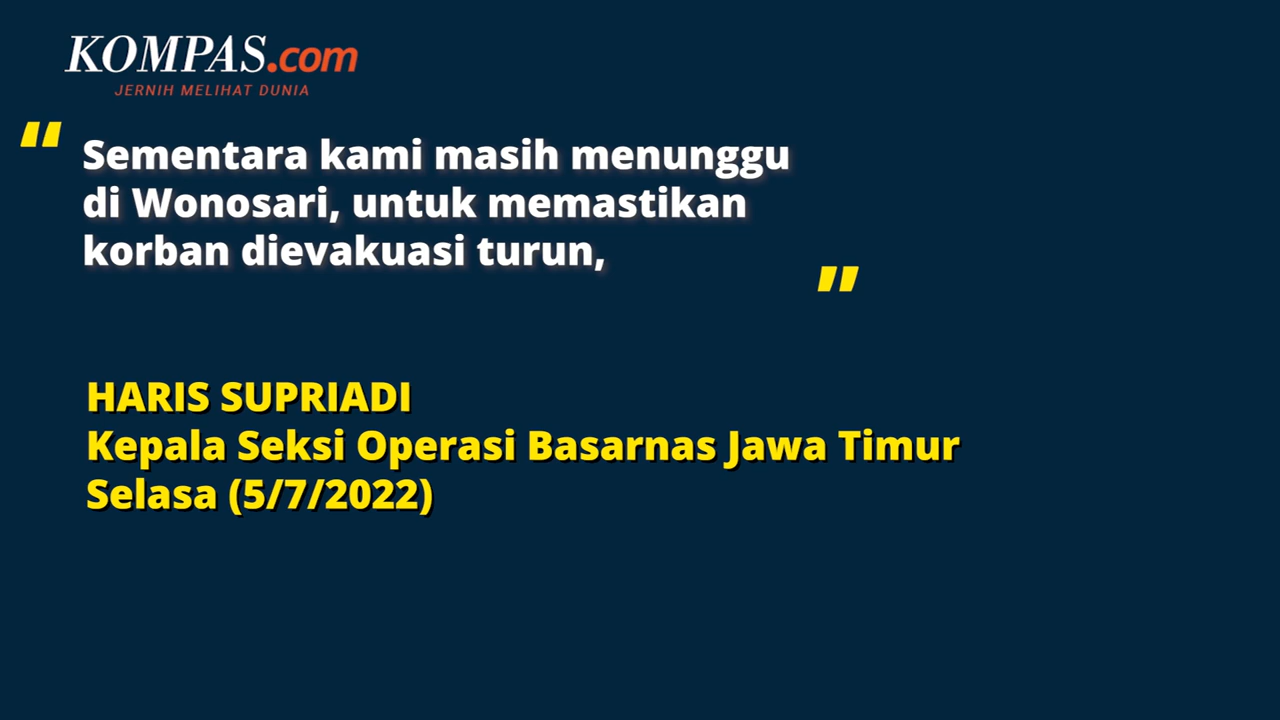 KOMPAS.com
JERNIH MELIHAT DUNIA
“ Sementara kami masih menunggu
di Wonosari, untuk memastikan
korban dievakuasi turun, ”
HARIS SUPRIADI
Kepala Seksi Operasi Basarnas Jawa Timur
Selasa (5/7/2022)